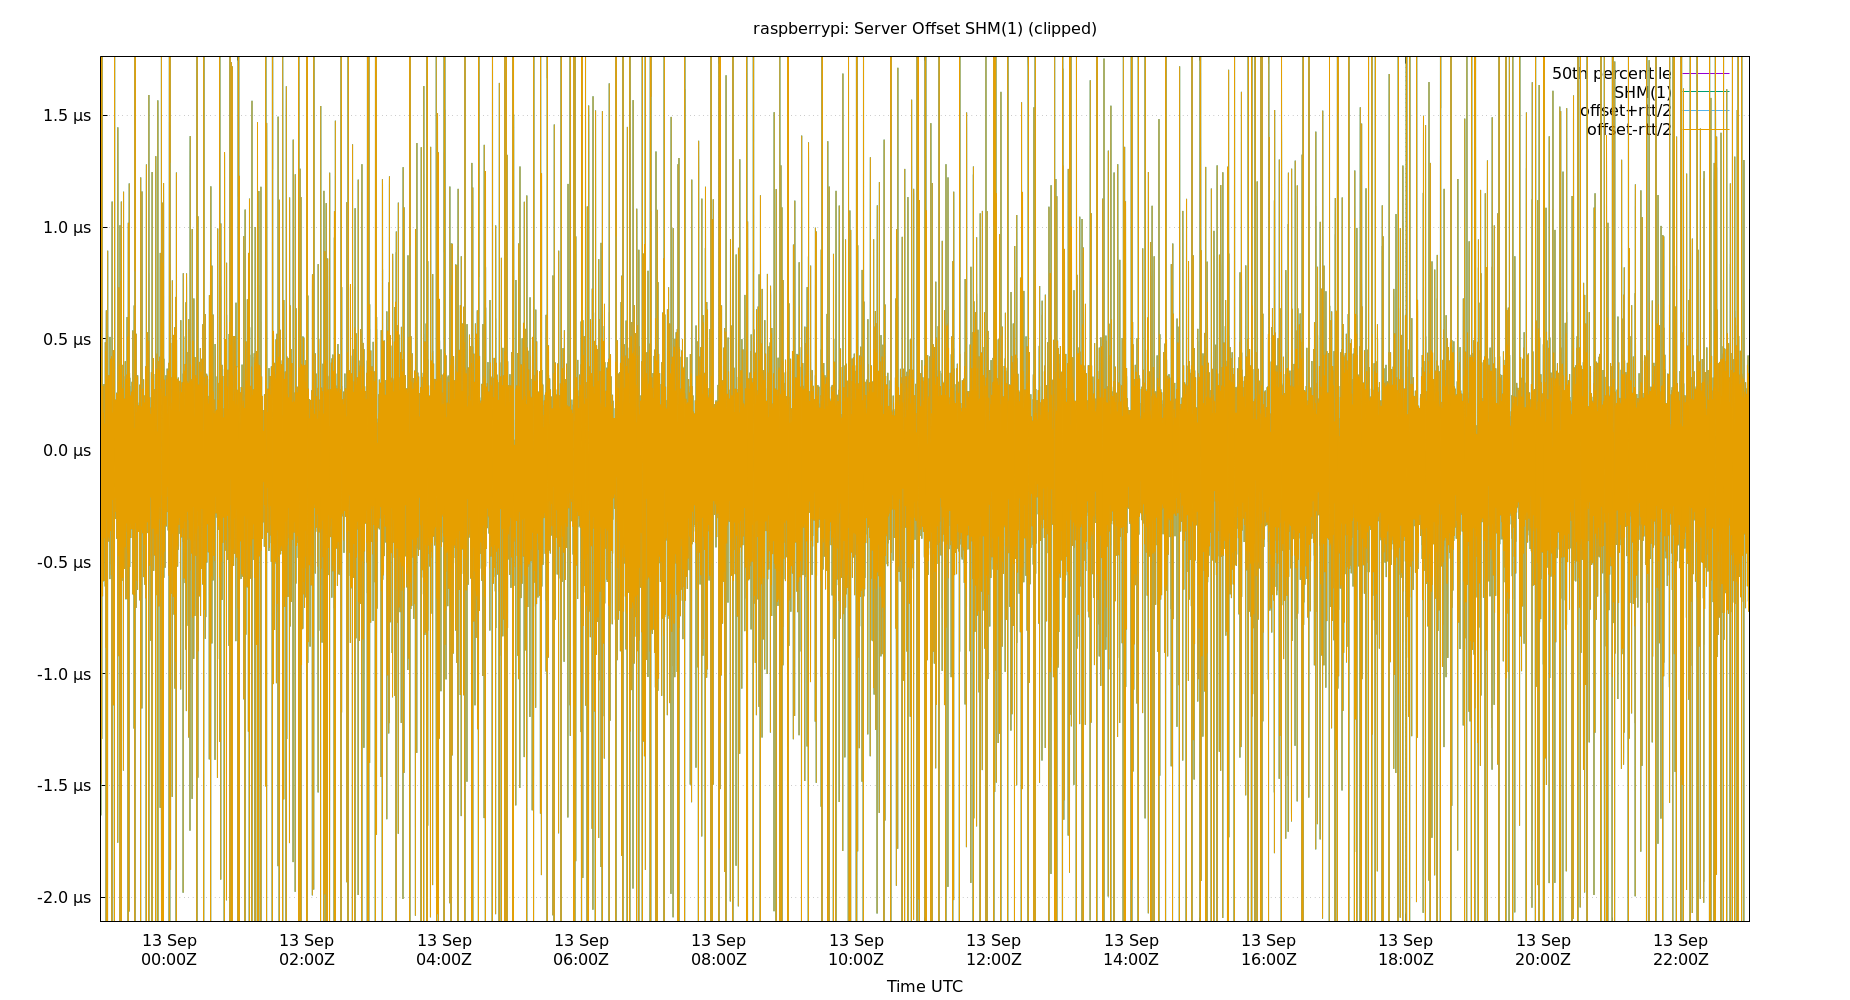 raspberrypi: Server Offset SHM(1) (clipped)
50th percentile
SHM(1)
offset+rtt/2
offset-rtt/2
1.5 µs
1.0 µs
0.5 µs
0.0 µs
-0.5 µs
-1.0 µs
-1.5 µs
-2.0 µs
13 Sep 13 Sep 13 Sep 13 Sep 13 Sep 13 Sep 13 Sep 13 Sep 13 Sep 13 Sep 13 Sep 13 Sep
00:00Z 02:00Z 04:00Z 06:00Z 08:00Z 10:00Z 12:00Z 14:00Z 16:00Z 18:00Z 20:00Z 22:00Z
Time UTC